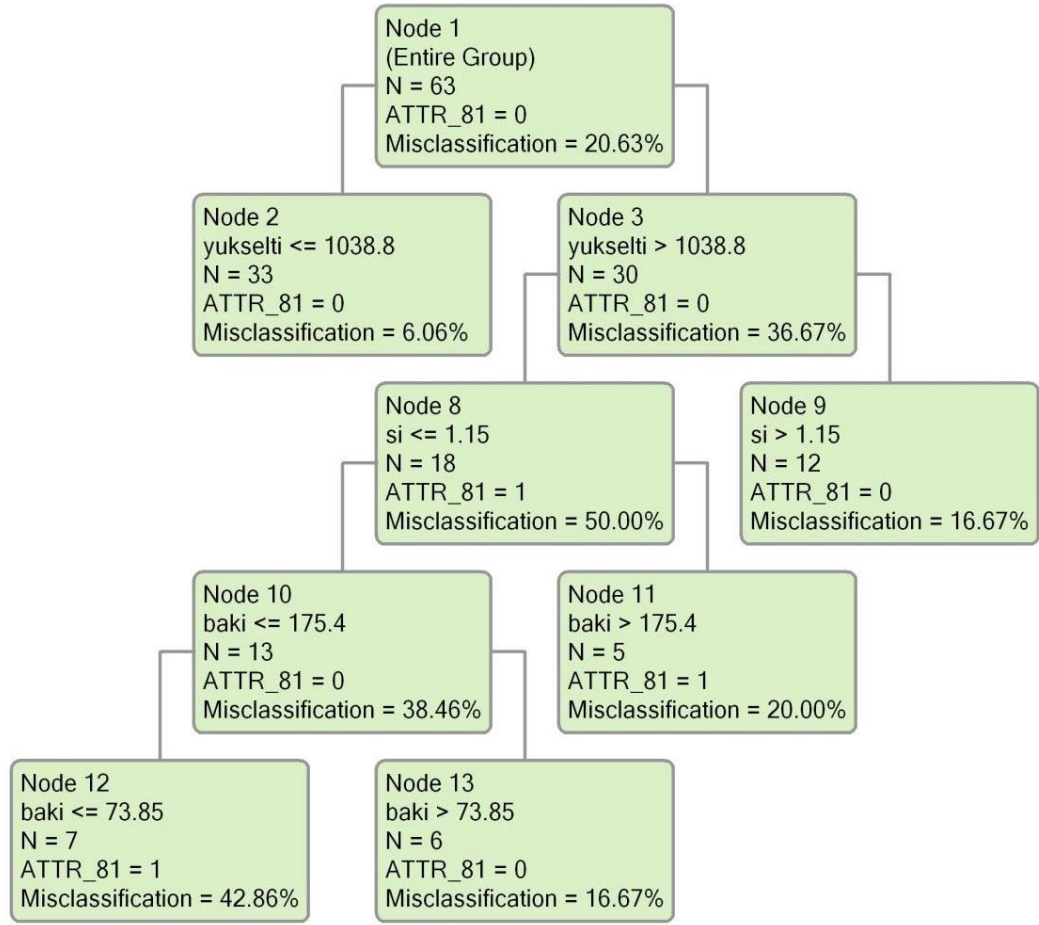 Node 1
(Entire Group)
N = 63
ATTR_81 = 0
Misclassification = 20.63%
Node 2
yukselti <= 1038.8
N = 33
ATTR_81 = 0
Misclassification = 6.06%
Node 3
yukselti > 1038.8
N = 30
ATTR_81 = 0
Misclassification = 36.67%
Node 8
si <= 1.15
N = 18
ATTR_81 = 1
Misclassification = 50.00%
Node 9
si > 1.15
N = 12
ATTR_81 = 0
Misclassification = 16.67%
Node 10
baki <= 175.4
N = 13
ATTR_81 = 0
Misclassification = 38.46%
Node 11
baki > 175.4
N = 5
ATTR_81 = 1
Misclassification = 20.00%
Node 12
baki <= 73.85
N = 7
ATTR_81 = 1
Misclassification = 42.86%
Node 13
baki > 73.85
N = 6
ATTR_81 = 0
Misclassification = 16.67%